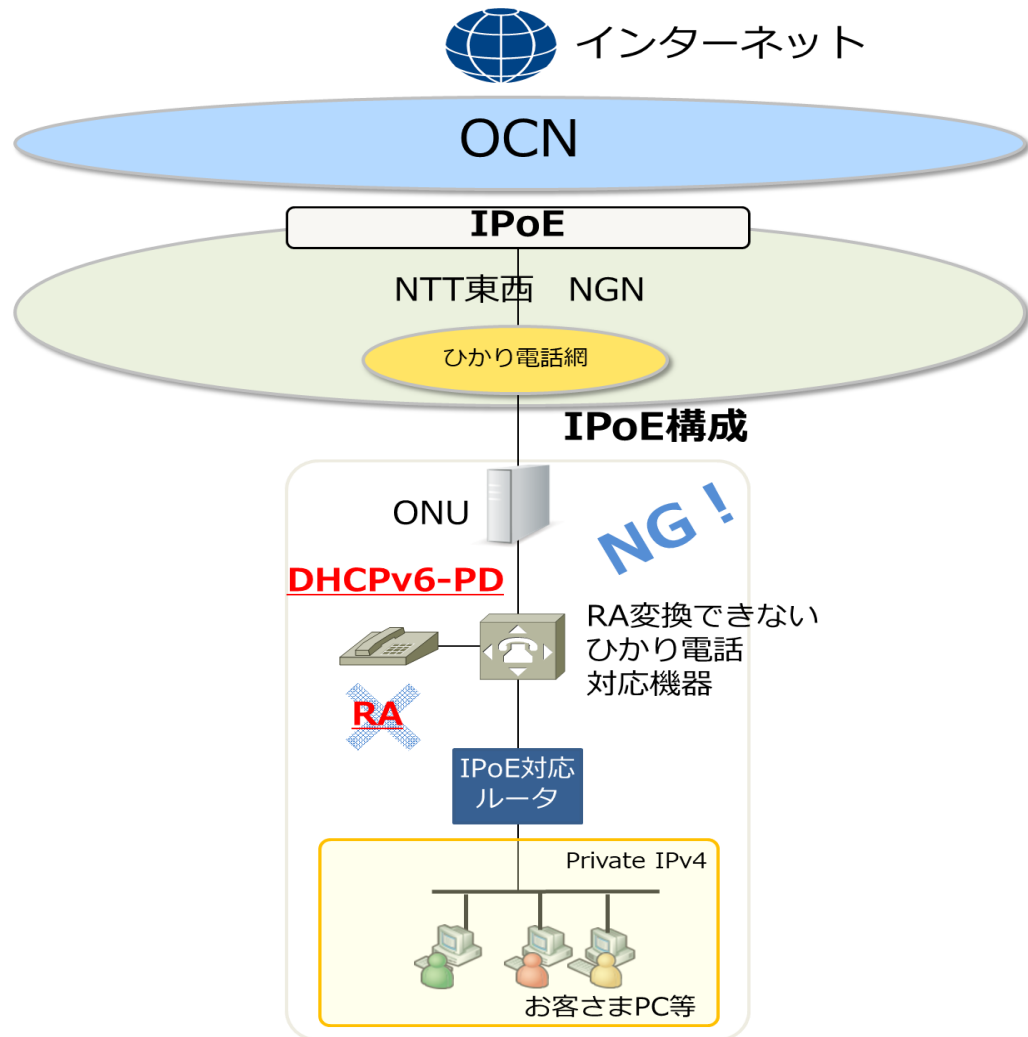 インターネット
OCN
IPoE
NTT東西　NGN
ひかり電話網
IPoE構成
ONU
NG！
DHCPv6-PD
RA変換できない
ひかり電話
対応機器
RA
IPoE対応
ルータ
Private IPv4
お客さまPC等